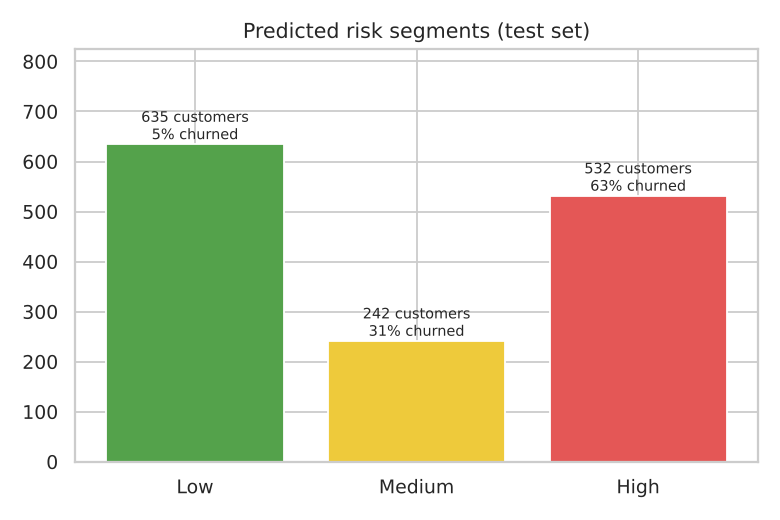 Predicted risk segments (test set)
800
700
600
500
400
300
200
100
0
635 customers
5% churned
242 customers
31% churned
532 customers
63% churned
Low
Medium
High